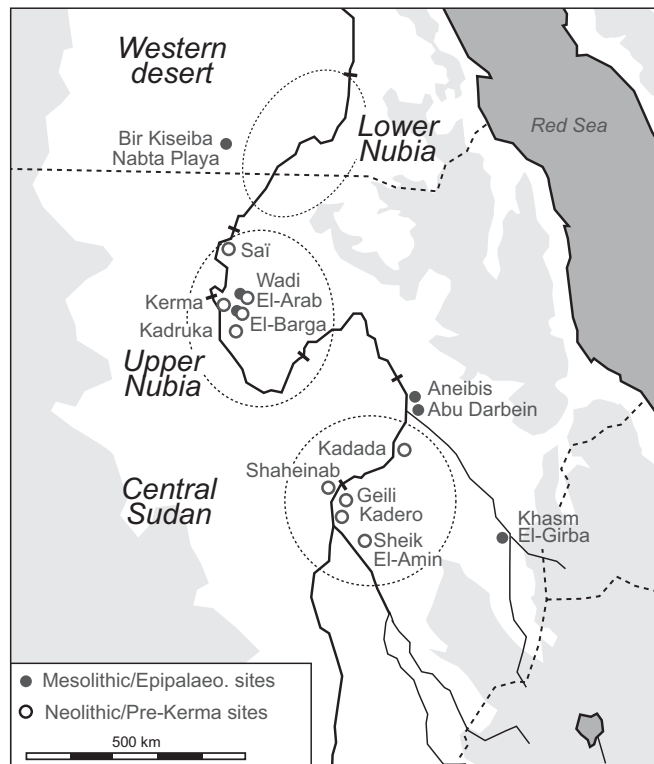 Western
desert
Red Sea
Lower
Nubia
Bir Kiseiba
Nabta Playa
Saï
Wadi
El-Arab
Kerma
El-Barga
Kadruka
Upper
Nubia
Aneibis
Abu Darbein
Kadada
Shaheinab
Central
Sudan
Geili
Kadero
Khasm
El-Girba
Sheik
El-Amin
Mesolithic/Epipalaeo. sites
Neolithic/Pre-Kerma sites
500 km